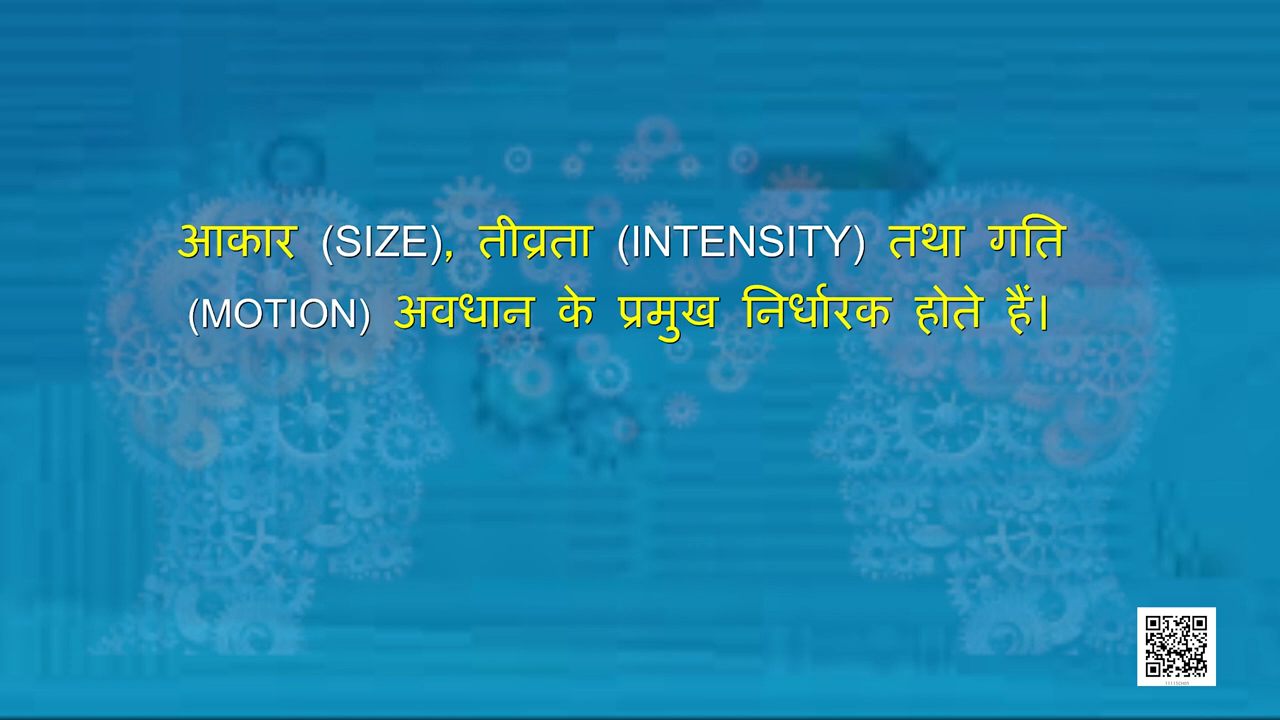 आकार (SIZE), तीव्रता (INTENSITY) तथा गति
(MOTION) अवधान के प्रमुख निर्धारक होते हैं।